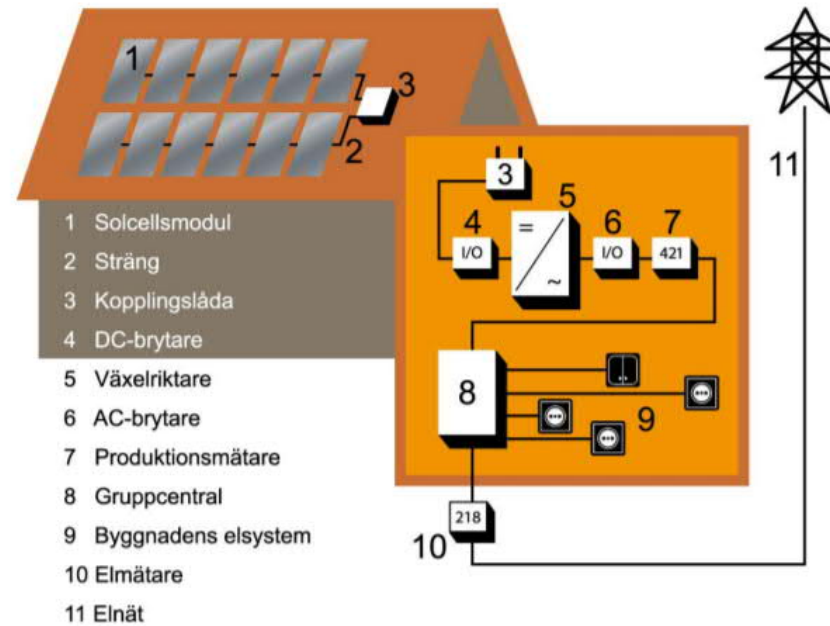 1
3
2
11
3
5
4
6
7
I/O
=
~
I/O
421
8
9
218
10
1 Solcellsmodul
2 Sträng
3 Kopplingslåda
4 DC-brytare
5 Växelriktare
6 AC-brytare
7 Produktionsmätare
8 Gruppcentral
9 Byggnadens elsystem
10 Elmätare
11 Elnät